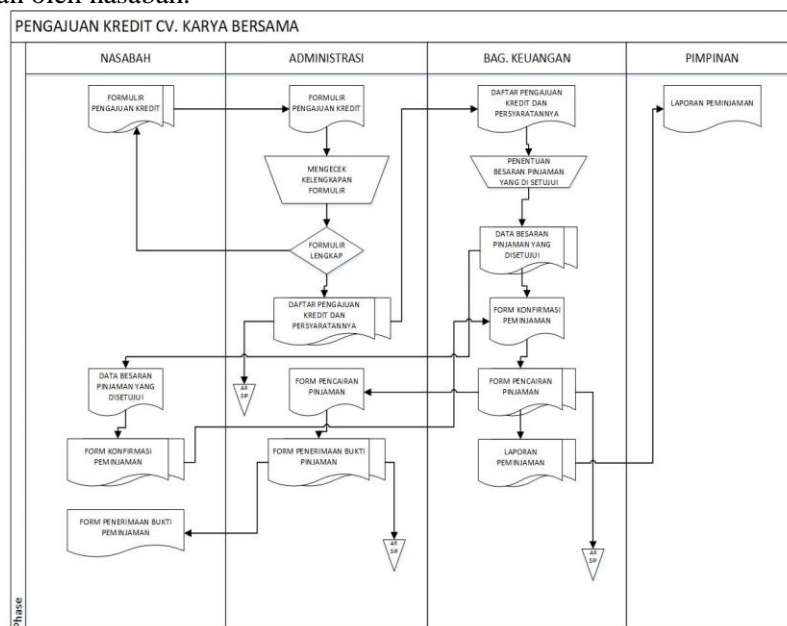 an oleh nasabah.
PENGAJUAN KREDIT CV. KARYA BERSAMA
NASABAH
ADMINISTRASI
BAG. KEUANGAN
PIMPINAN
FORMULIR
PENGAJUAN KREDIT
FORMULIR
PENGAJUAN KREDIT
DAFTAR PENGAJUAN
KREDIT DAN
PERSYARATANNYA
LAPORAN PEMINJAMAN
MENGECEK
KELENGKAPAN
FORMULIR
PENENTUAN
BESARAN PINJAMAN
YANG DI SETUJUI
FORMULIR
LENGKAP
DATA BESARAN
PINJAMAN YANG
DISETUJUI
DAFTAR PENGAJUAN
KREDIT DAN
PERSYARATANNYA
FORM KONFIRMASI
PEMINJAMAN
DATA BESARAN
PINJAMAN YANG
DISETUJUI
AR
SIP
FORM PENCAIRAN
PINJAMAN
FORM PENCAIRAN
PINJAMAN
FORM KONFIRMASI
PEMINJAMAN
FORM PENERIMAAN BUKTI
PINJAMAN
LAPORAN
PEMINJAMAN
FORM PENERIMAAN BUKTI
PEMINJAMAN
AR
SIP
AR
SIP
Phase